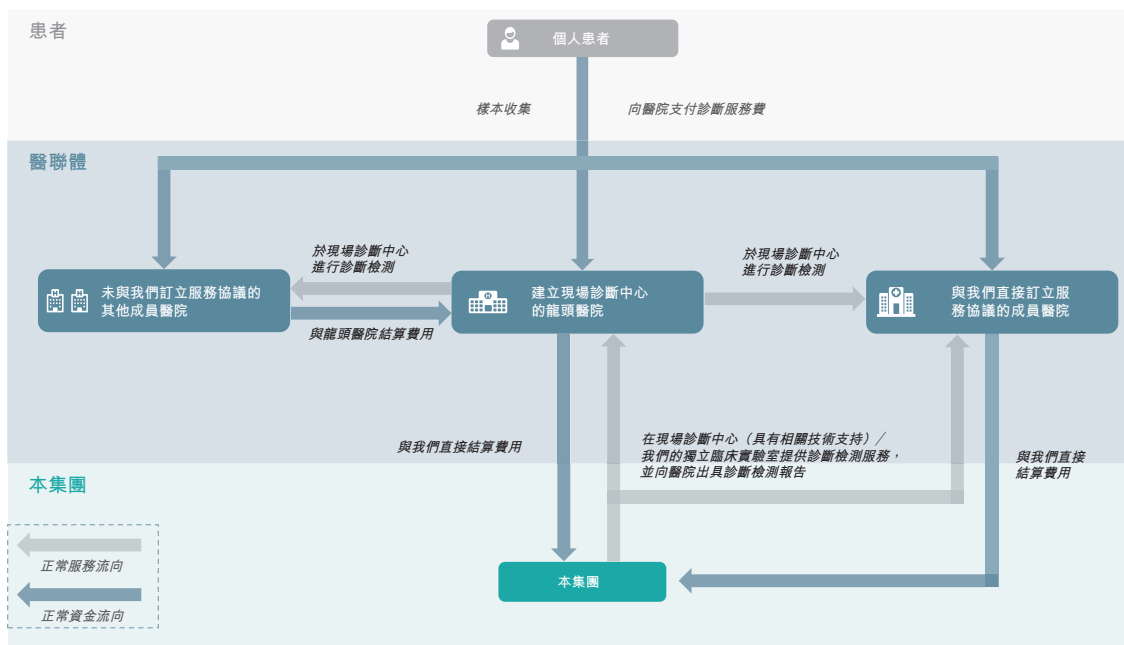 患者
個人患者
樣本收集
向醫院支付診斷服務費
醫聯體
於現場診斷中心
進行診斷檢測
於現場診斷中心
進行診斷檢測
未與我們訂立服務協議的
其他成員醫院
建立現場診斷中心
的龍頭醫院
與我們直接訂立服
務協議的成員醫院
與龍頭醫院結算費用
與我們直接結算費用
在現場診斷中心（具有相關技術支持）／
我們的獨立臨床實驗室提供診斷檢測服務，
並向醫院出具診斷檢測報告
與我們直接
結算費用
本集團
正常服務流向
正常資金流向
本集團